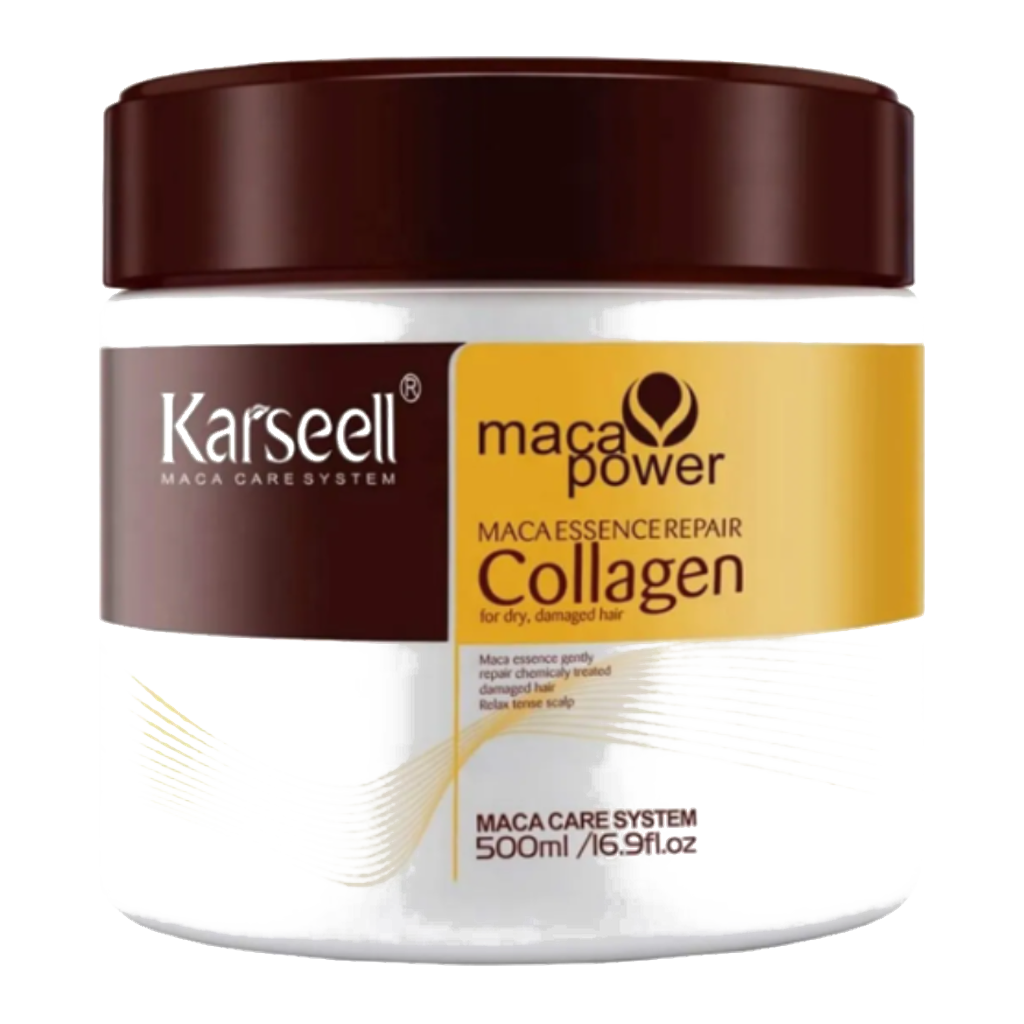 Karseell®
MACA CARE SYSTEM
maca
power
MACA ESSENCE REPAIR
Collagen
for dry, damaged hair
Maca essence gently
repair chemicaly treated
damaged hair
Relax tense scalp
MACA CARE SYSTEM
500ml /16.9fl.oz